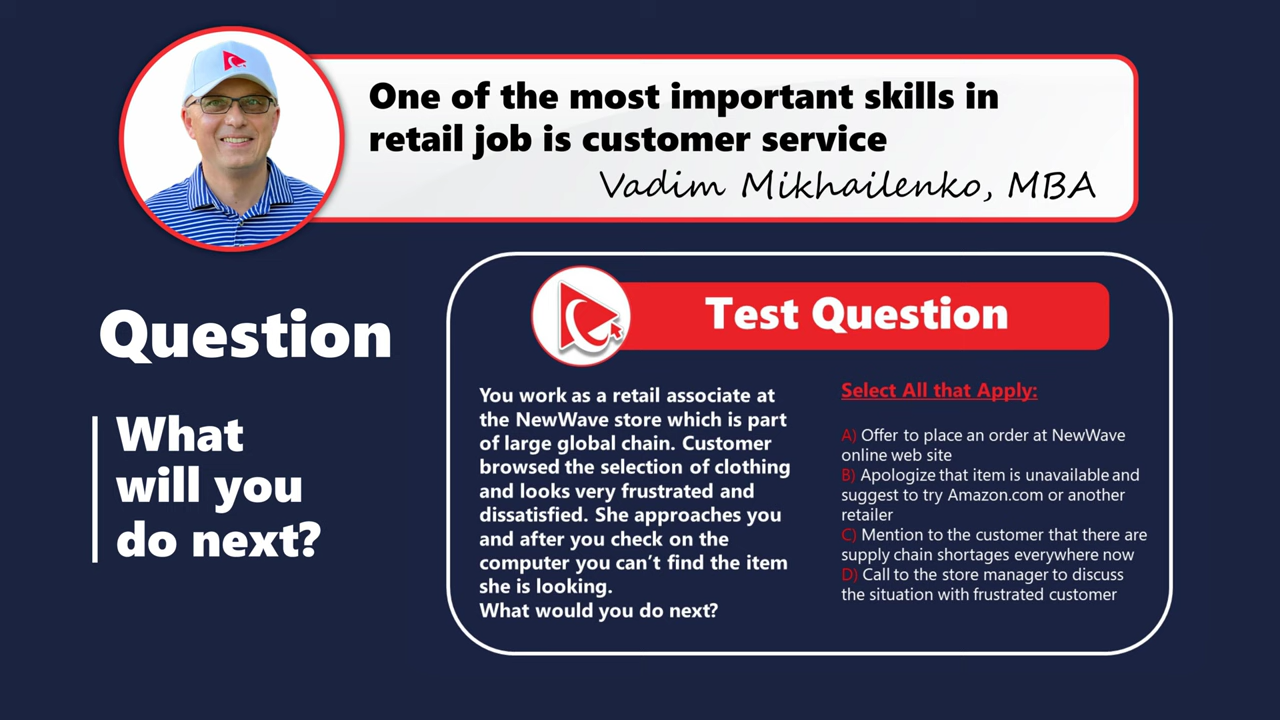 One of the most important skills in
retail job is customer service
Vadim Mikhailenko, MBA
Question
What
will you
do next?
Test Question
You work as a retail associate at
the NewWave store which is part
of large global chain. Customer
browsed the selection of clothing
and looks very frustrated and
dissatisfied. She approaches you
and after you check on the
computer you can't find the item
she is looking.
What would you do next?
Select All that Apply:
A) Offer to place an order at NewWave
online web site
B) Apologize that item is unavailable and
suggest to try Amazon.com or another
retailer
C) Mention to the customer that there are
supply chain shortages everywhere now
D) Call to the store manager to discuss
the situation with frustrated customer